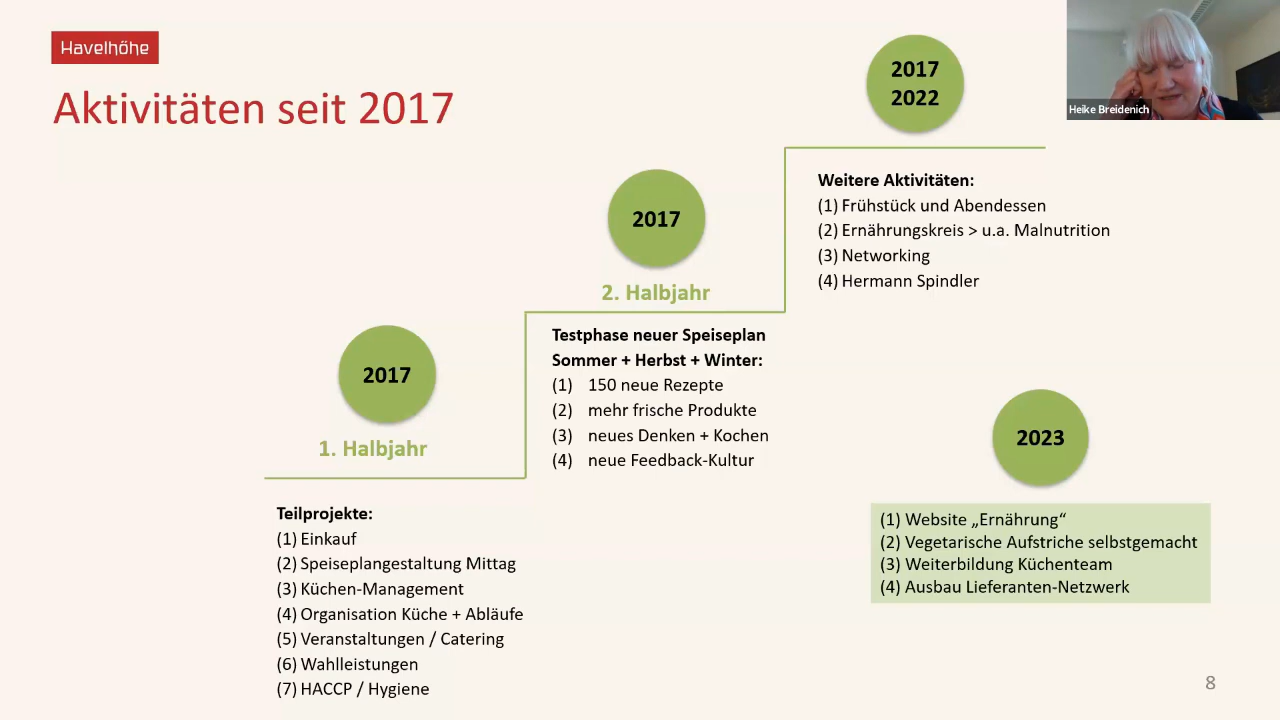 Havelhöhe
Aktivitäten seit 2017
Heike Breidenich
2017
1. Halbjahr
Teilprojekte:
(1) Einkauf
(2) Speiseplangestaltung Mittag
(3) Küchen-Management
(4) Organisation Küche + Abläufe
(5) Veranstaltungen / Catering
(6) Wahlleistungen
(7) HACCP / Hygiene
2017
2. Halbjahr
Testphase neuer Speiseplan
Sommer + Herbst + Winter:
(1) 150 neue Rezepte
(2) mehr frische Produkte
(3) neues Denken + Kochen
(4) neue Feedback-Kultur
2017
2022
Weitere Aktivitäten:
(1) Frühstück und Abendessen
(2) Ernährungskreis > u.a. Malnutrition
(3) Networking
(4) Hermann Spindler
2023
(1) Website „Ernährung“
(2) Vegetarische Aufstriche selbstgemacht
(3) Weiterbildung Küchenteam
(4) Ausbau Lieferanten-Netzwerk
8